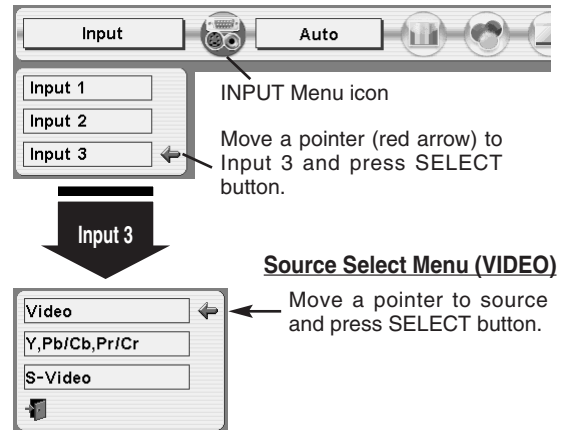 Input
Auto
Input 1
Input 2
Input 3
INPUT Menu icon
Move a pointer (red arrow) to
Input 3 and press SELECT
button.
Input 3
Source Select Menu (VIDEO)
Video
Y,Pb/Cb,Pr/Cr
S-Video
Move a pointer to source
and press SELECT button.